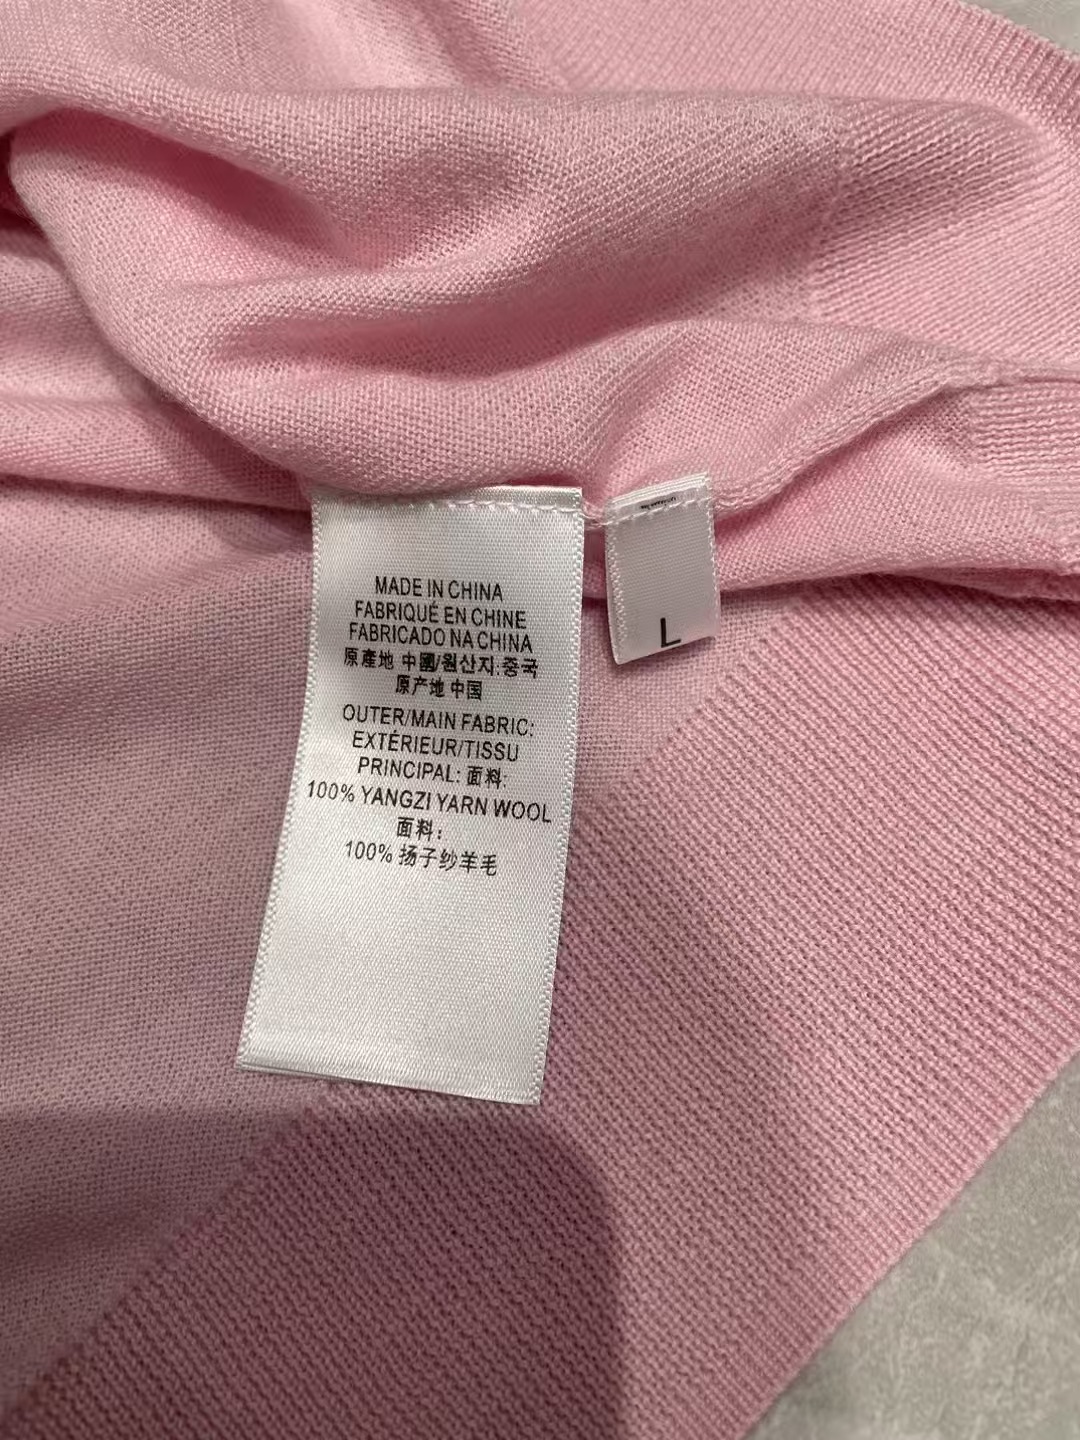 MADE IN CHINA
FABRIQUÉ EN CHINE
FABRICADO NA CHINA
原產地 中國/원산지:중국
原产地 中国
OUTER/MAIN FABRIC:
EXTÉRIEUR/TISSU
PRINCIPAL: 面料:
100% YANGZI YARN WOOL
面料：
100% 扬子纱羊毛
L